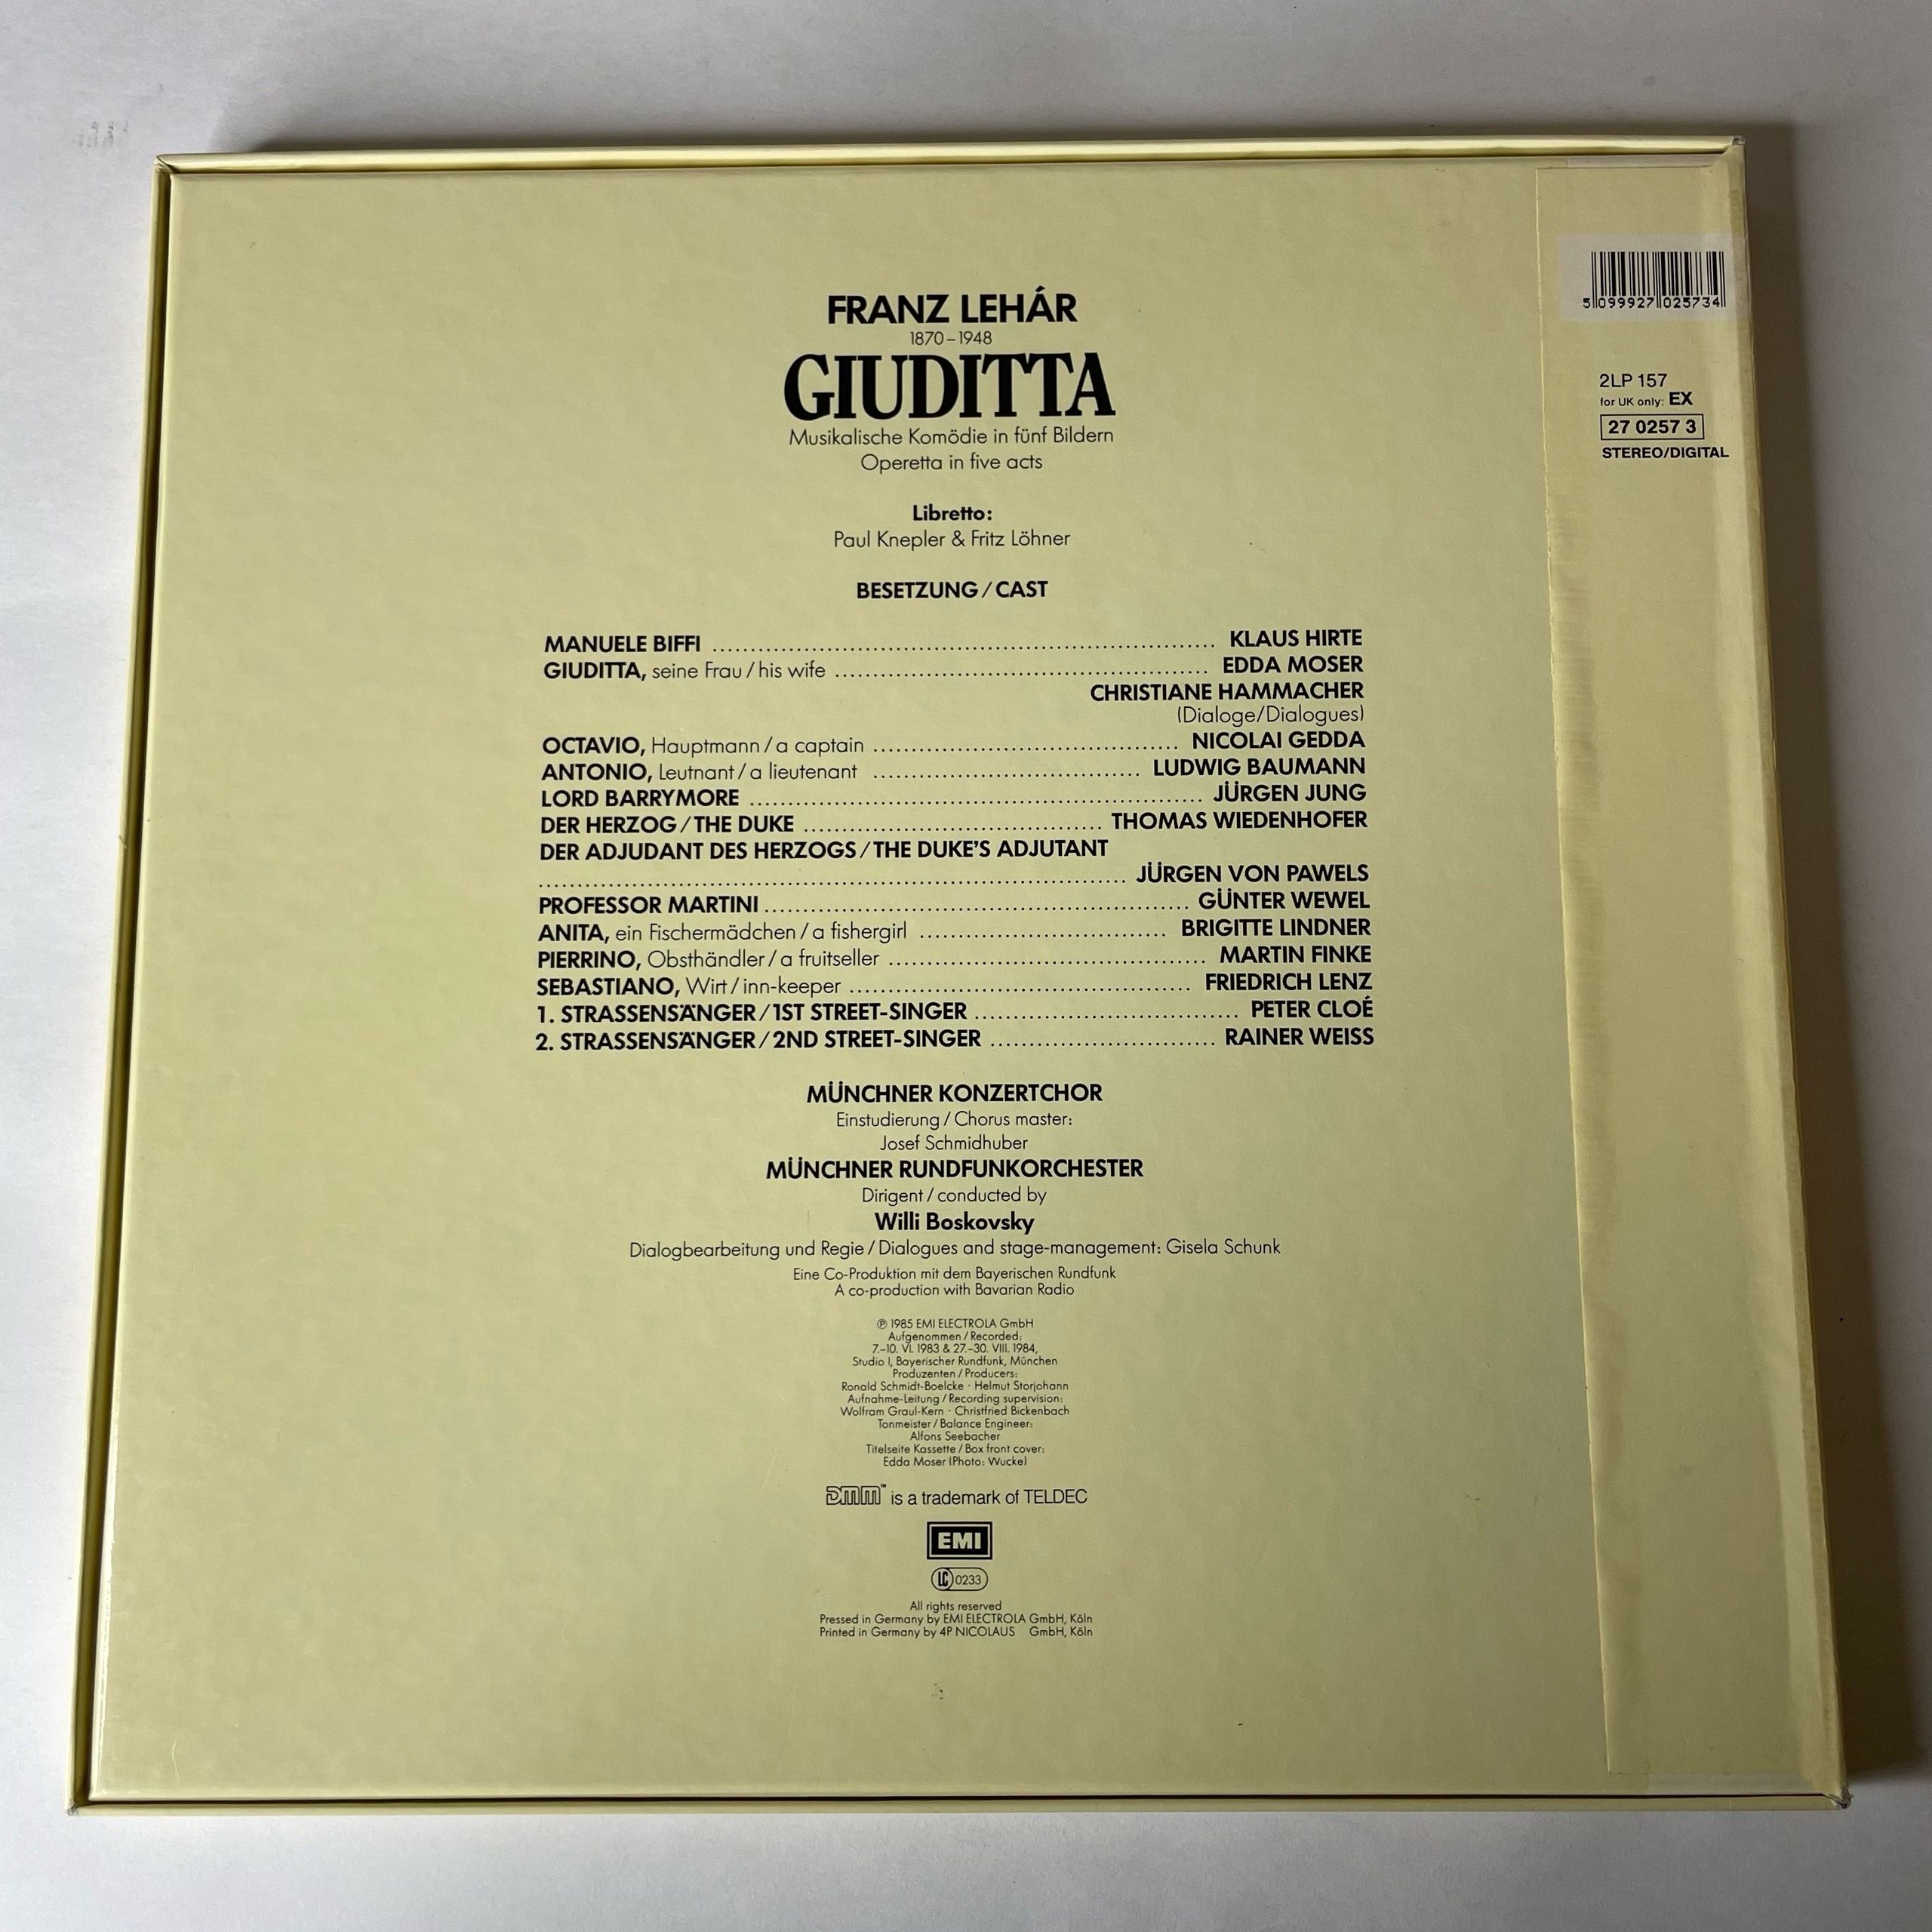 FRANZ LEHÁR
1870–1948
GIUDITTA
Musikalische Komödie in fünf Bildern
Operetta in five acts
Libretto:
Paul Knepler & Fritz Löhner
BESETZUNG/CAST
MANUELE BIFFI ........ KLAUS HIRTE
GIUDITTA, seine Frau/his wife ........ EDDA MOSER
CHRISTIANE HAMMACHER
(Dialoge/Dialogues)
OCTAVIO, Hauptmann/a captain ........ NICOLAI GEDDA
ANTONIO, Leutnant/a lieutenant ........ LUDWIG BAUMANN
LORD BARRYMORE ........ JÜRGEN JUNG
DER HERZOG/THE DUKE ........ THOMAS WIEDENHOFER
DER ADJUDANT DES HERZOGS/THE DUKE'S ADJUTANT
........ JÜRGEN VON PAWELS
PROFESSOR MARTINI ........ GÜNTER WEWEL
ANITA, ein Fischermädchen/a fishergirl ........ BRIGITTE LINDNER
PIERRINO, Obsthändler/a fruitseller ........ MARTIN FINKE
SEBASTIANO, Wirt/inn-keeper ........ FRIEDRICH LENZ
1. STRASSENSÄNGER/1ST STREET-SINGER ........ PETER CLOÉ
2. STRASSENSÄNGER/2ND STREET-SINGER ........ RAINER WEISS
MÜNCHNER KONZERTCHOR
Einstudierung/Chorus master:
Josef Schmidhuber
MÜNCHNER RUNDFUNKORCHESTER
Dirigent/conducted by
Willi Boskovsky
Dialogbearbeitung und Regie/Dialogues and stage-management: Gisela Schunk
Eine Co-Produktion mit dem Bayerischen Rundfunk
A co-production with Bavarian Radio
℗ 1985 EMI ELECTROLA GmbH
Aufgenommen/Recorded:
7.–10. VI. 1983 & 27.–30. VIII. 1984,
Studio I, Bayerischer Rundfunk, München
Produzenten/Producers:
Ronald Schmidt-Boelcke · Helmut Storjohann
Aufnahme-Leitung/Recording supervision:
Wolfram Graul-Kern · Christfried Bickenbach
Tonmeister/Balance Engineer:
Alfons Seebacher
Titelseite Kassette/Box front cover:
Edda Moser (Photo: Wucke)
DMM™ is a trademark of TELDEC
EMI
LC 0233
All rights reserved
Pressed in Germany by EMI ELECTROLA GmbH, Köln
Printed in Germany by 4P NICOLAUS GmbH, Köln
5 099927 025734
2LP 157
for UK only: EX
27 0257 3
STEREO/DIGITAL